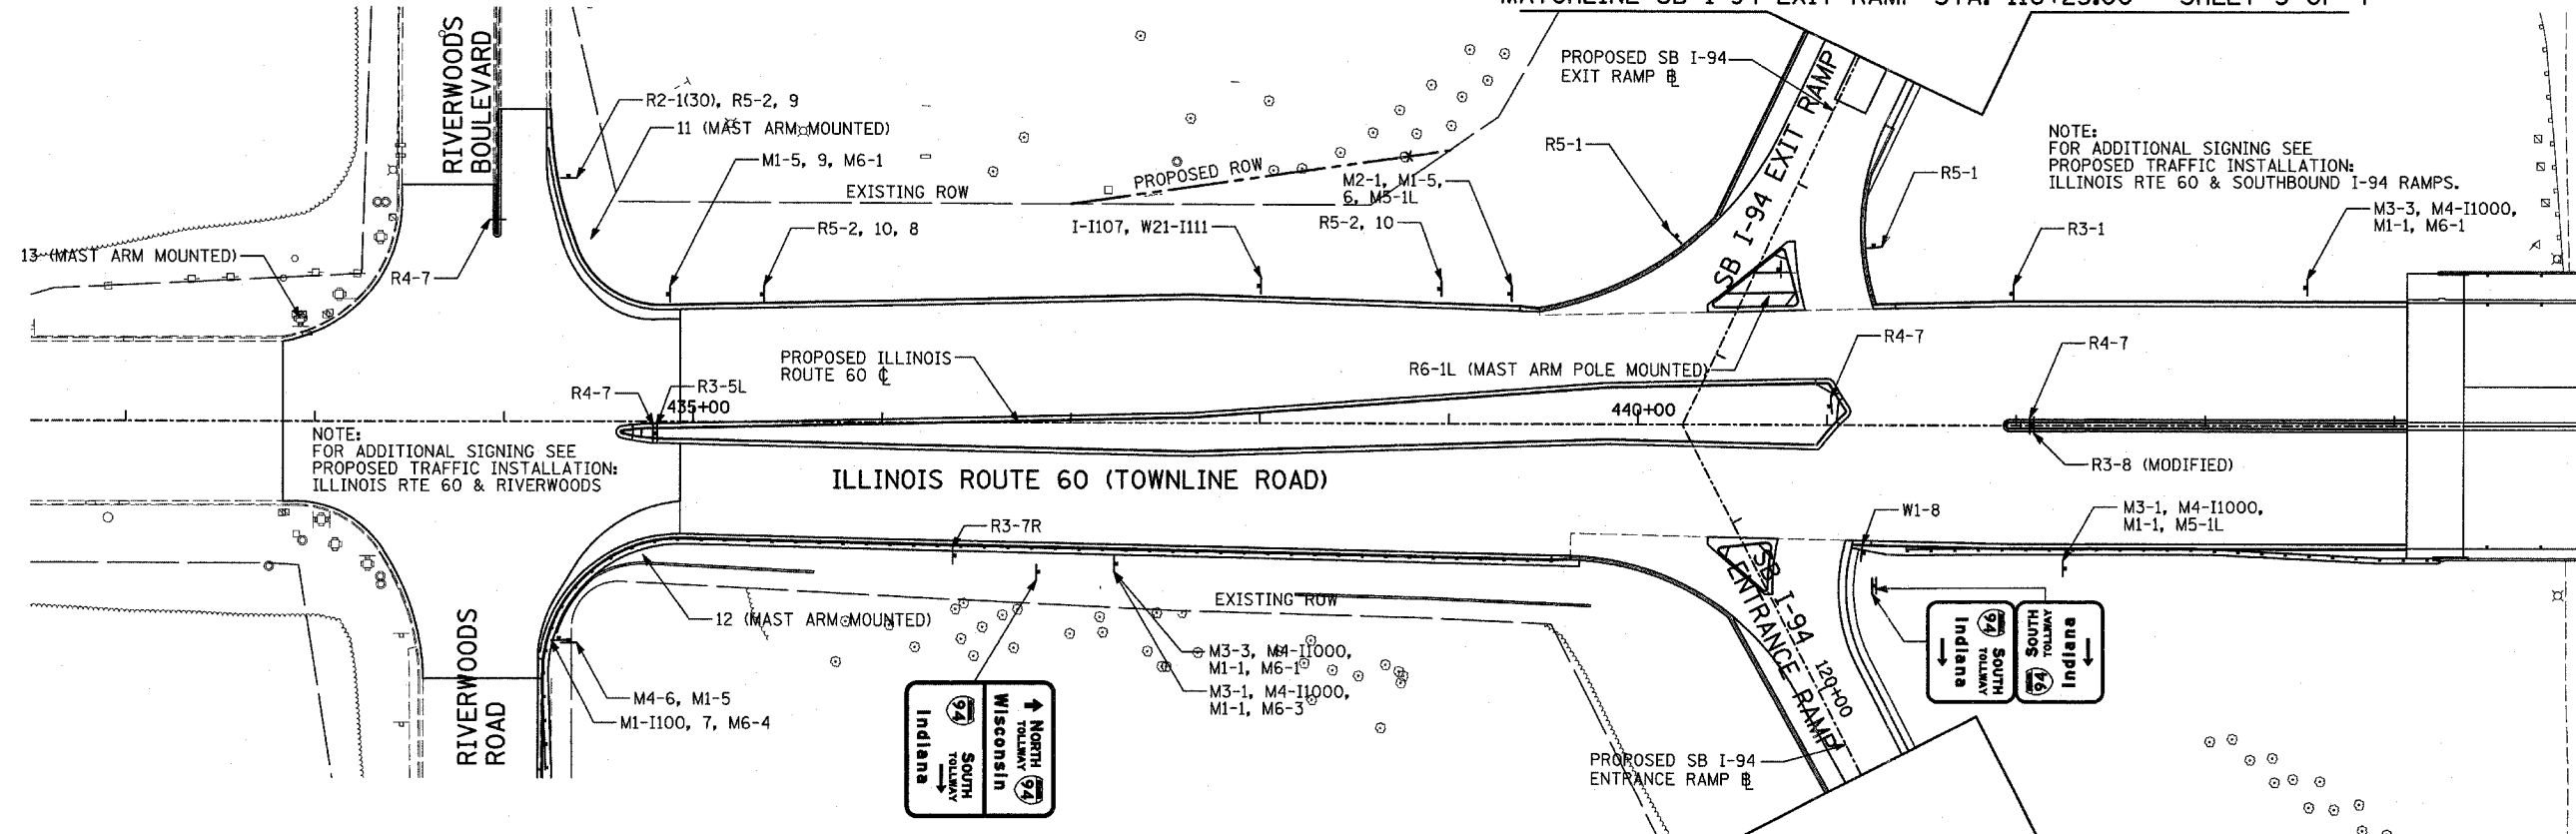 MATCHLINE SB I-94 EXIT RAMP STA. 118+25.00 SHEET 3 OF 4
RIVERWOODS
BOULEVARD
R2-1(30), R5-2, 9
11 (MAST ARM MOUNTED)
M1-5, 9, M6-1
EXISTING ROW
PROPOSED ROW
R5-2, 10, 8
I-I107, W21-I111
R5-2, 10
M2-1, M1-5,
6, M5-1L
PROPOSED SB I-94
EXIT RAMP ℄
R5-1
SB I-94 EXIT RAMP
R5-1
NOTE:
FOR ADDITIONAL SIGNING SEE
PROPOSED TRAFFIC INSTALLATION:
ILLINOIS RTE 60 & SOUTHBOUND I-94 RAMPS.
R3-1
M3-3, M4-I1000,
M1-1, M6-1
13 (MAST ARM MOUNTED)
R4-7
PROPOSED ILLINOIS
ROUTE 60 ℄
R4-7
R3-5L
435+00
R6-1L (MAST ARM POLE MOUNTED)
R4-7
440+00
R4-7
R3-8 (MODIFIED)
NOTE:
FOR ADDITIONAL SIGNING SEE
PROPOSED TRAFFIC INSTALLATION:
ILLINOIS RTE 60 & RIVERWOODS
ILLINOIS ROUTE 60 (TOWNLINE ROAD)
R3-7R
W1-8
M3-1, M4-I1000,
M1-1, M5-1L
12 (MAST ARM MOUNTED)
EXISTING ROW
SB I-94
ENTRANCE RAMP
120+00
RIVERWOODS
ROAD
M4-6, M1-5
M1-I100, 7, M6-4
M3-3, M4-I1000,
M1-1, M6-1
M3-1, M4-I1000,
M1-1, M6-3
NORTH
TOLLWAY
94
Wisconsin
94
SOUTH
TOLLWAY
Indiana
94
SOUTH
TOLLWAY
Indiana
SOUTH
TOLLWAY
94
Indiana
PROPOSED SB I-94
ENTRANCE RAMP ℄